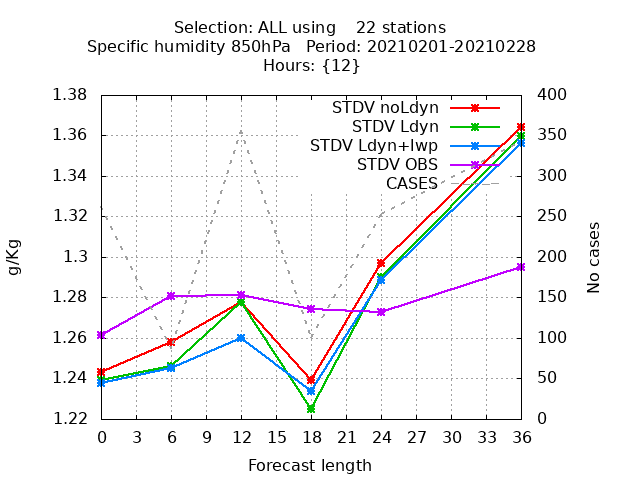 Selection: ALL using    22 stations
Specific humidity 850hPa   Period: 20210201-20210228
Hours: {12}
STDV noLdyn
STDV Ldyn
STDV Ldyn+lwp
STDV OBS
CASES
1.38
1.36
1.34
1.32
1.3
1.28
1.26
1.24
1.22
400
350
300
250
200
150
100
50
0
g/Kg
No cases
0 3 6 9 12 15 18 21 24 27 30 33 36
Forecast length